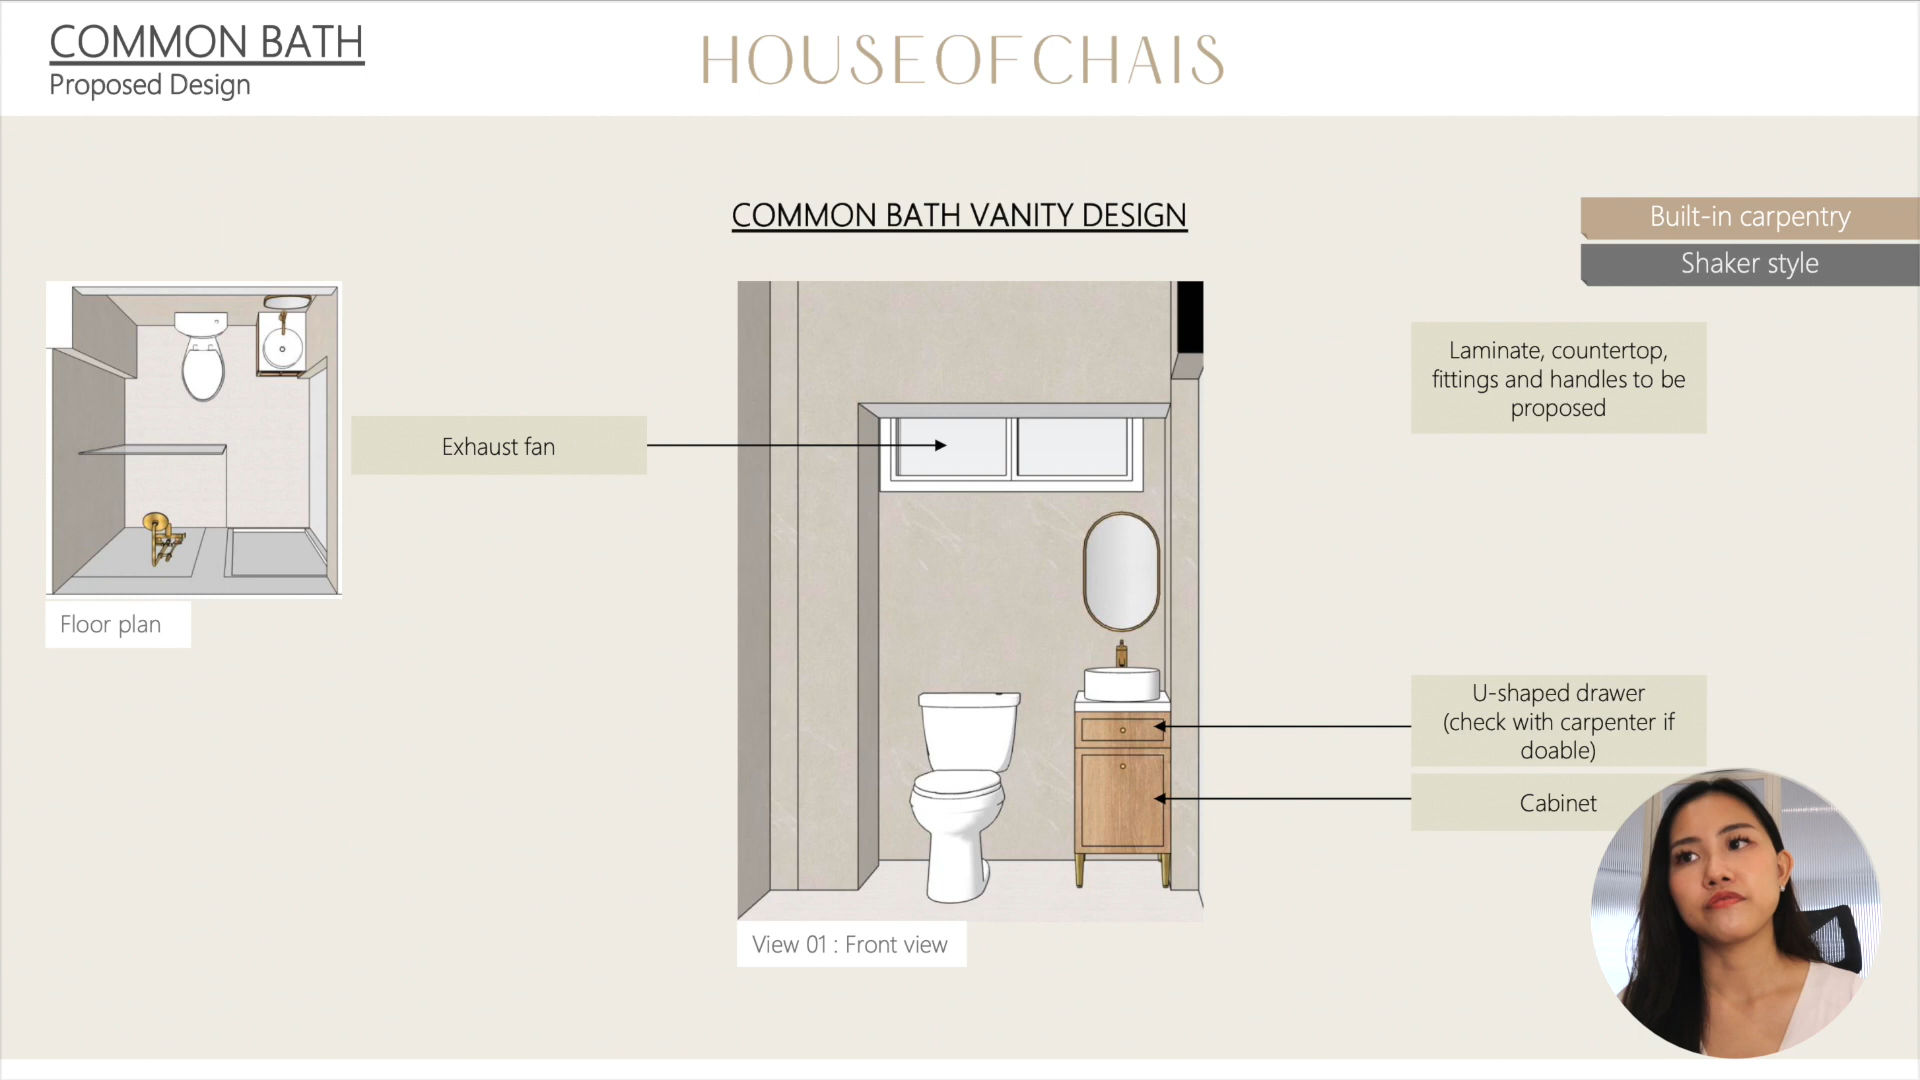 COMMON BATH
Proposed Design
HOUSEOFCHAIS
COMMON BATH VANITY DESIGN
Built-in carpentry
Shaker style
Laminate, countertop,
fittings and handles to be
proposed
Exhaust fan
Floor plan
U-shaped drawer
(check with carpenter if
doable)
Cabinet
View 01 : Front view